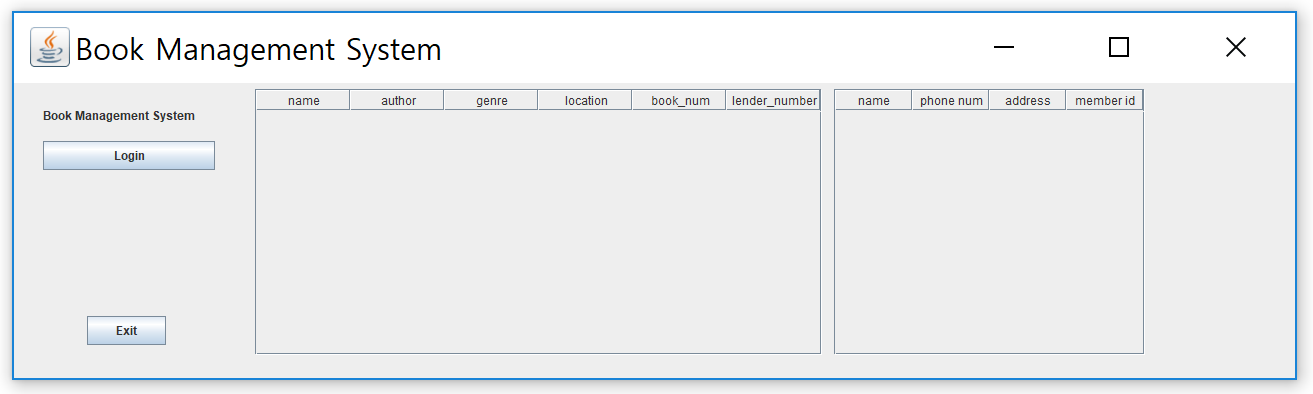 Book Management System
Book Management System
Login
Exit
name author genre location book_num lender_number
name phone num address member id